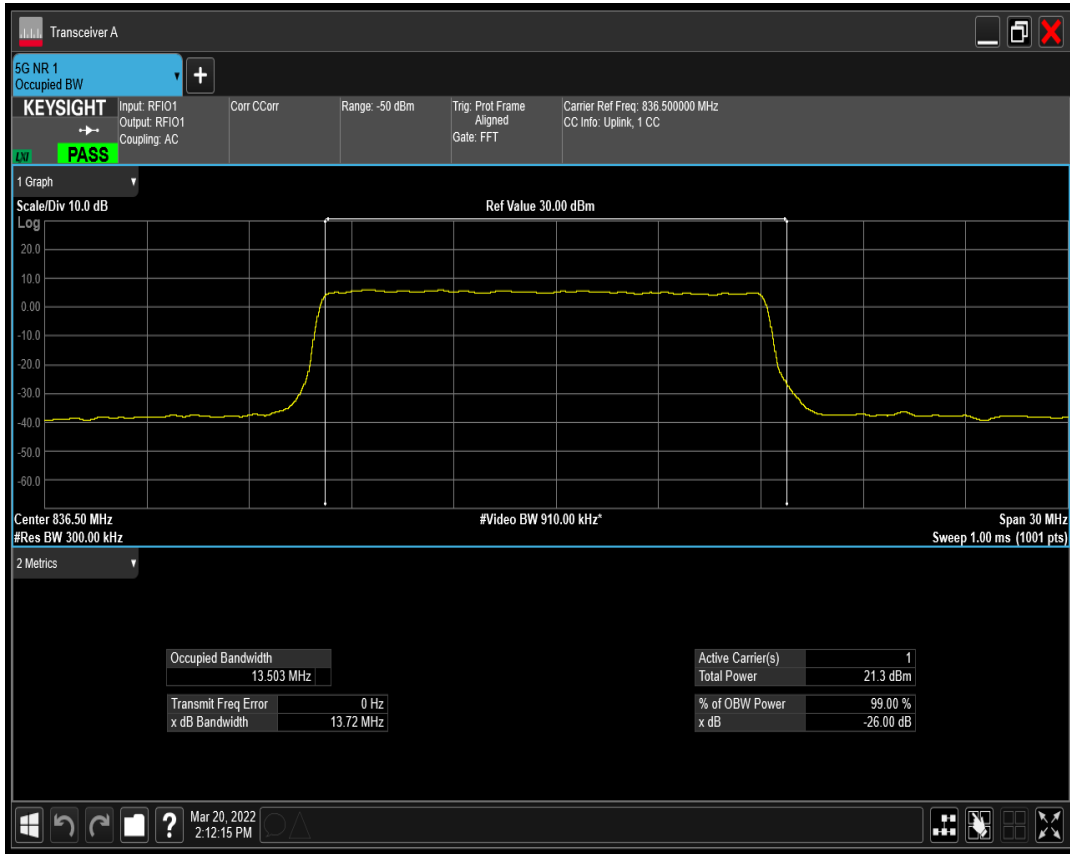 Transceiver A
5G NR 1
Occupied BW
+
KEYSIGHT
LXI
PASS
Input: RFIO1
Output: RFIO1
Coupling: AC
Corr CCorr
Range: -50 dBm
Trig: Prot Frame
Aligned
Gate: FFT
Carrier Ref Freq: 836.500000 MHz
CC Info: Uplink, 1 CC
1 Graph
Scale/Div 10.0 dB
Ref Value 30.00 dBm
Log
20.0
10.0
0.00
-10.0
-20.0
-30.0
-40.0
-50.0
-60.0
Center 836.50 MHz
#Video BW 910.00 kHz*
Span 30 MHz
#Res BW 300.00 kHz
Sweep 1.00 ms (1001 pts)
2 Metrics
Occupied Bandwidth
13.503 MHz
Transmit Freq Error 0 Hz
x dB Bandwidth 13.72 MHz
Active Carrier(s) 1
Total Power 21.3 dBm
% of OBW Power 99.00 %
x dB -26.00 dB
?
Mar 20, 2022
2:12:15 PM